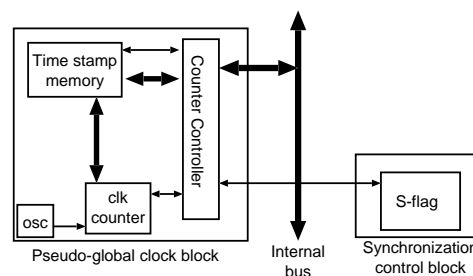 Time stamp
memory
Counter Controller
clk
counter
osc
S-flag
Pseudo-global clock block
Internal
bus
Synchronization
control block